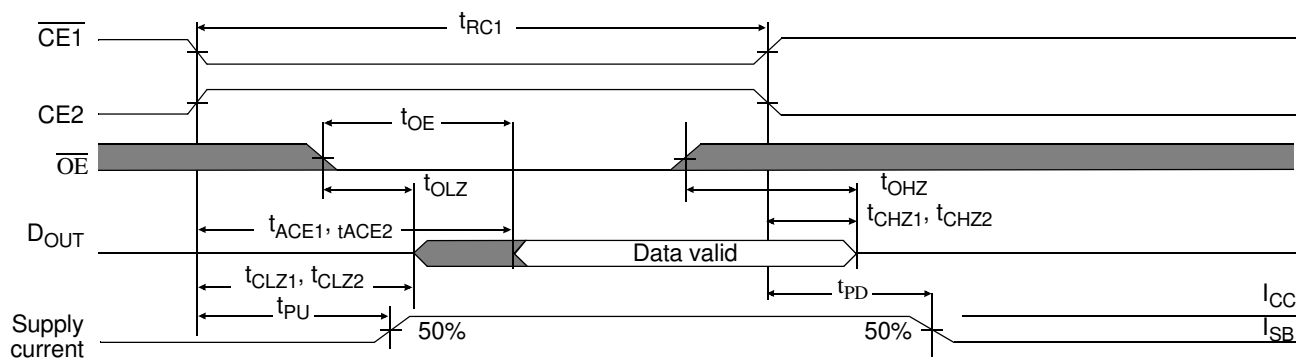 tRC1
CE1
CE2
tOE
OE
tOLZ
tOHZ
tCHZ1, tCHZ2
DOUT
tACE1, tACE2
Data valid
tCLZ1, tCLZ2
tPU
tPD
ICC
Supply
current
50%
50%
ISB